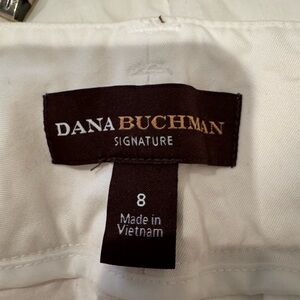 DANA BUCHMAN
SIGNATURE
8
Made in
Vietnam